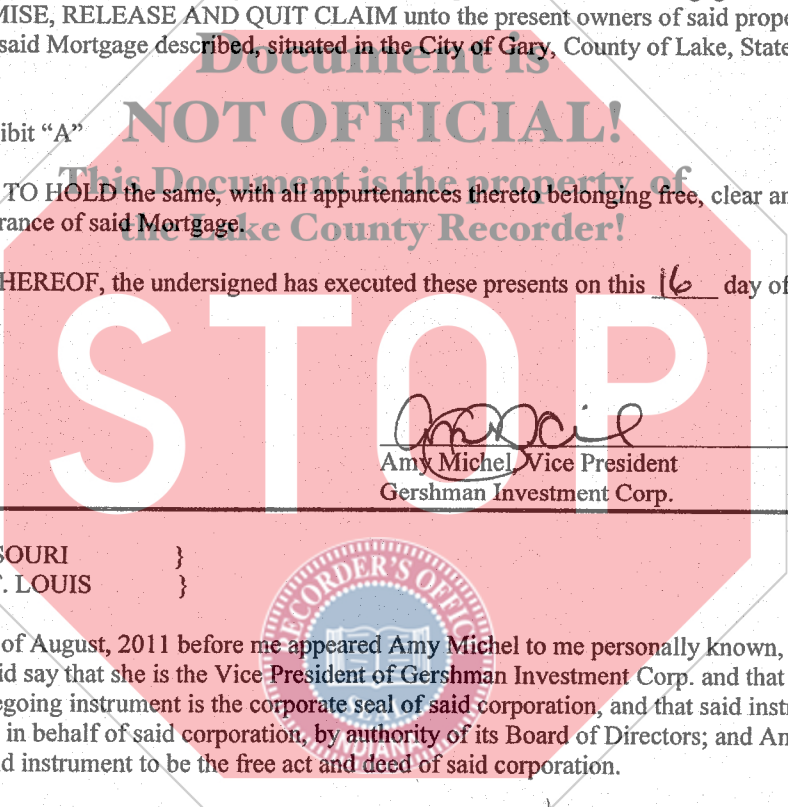 MISE, RELEASE AND QUIT CLAIM unto the present owners of said prope
said Mortgage described, situated in the City of Gary, County of Lake, State
Document is
NOT OFFICIAL!
ibit “A”
This Document is the property of
TO HOLD the same, with all appurtenances thereto belonging free, clear an
the Lake County Recorder!
rance of said Mortgage.
HEREOF, the undersigned has executed these presents on this 16 day of
STOP
Amy Michel, Vice President
Gershman Investment Corp.
SOURI }
T. LOUIS }
RECORDER'S OFFIC
of August, 2011 before me appeared Amy Michel to me personally known,
id say that she is the Vice President of Gershman Investment Corp. and that
egoing instrument is the corporate seal of said corporation, and that said instr
in behalf of said corporation, by authority of its Board of Directors; and Am
d instrument to be the free act and deed of said corporation.
INDIANA